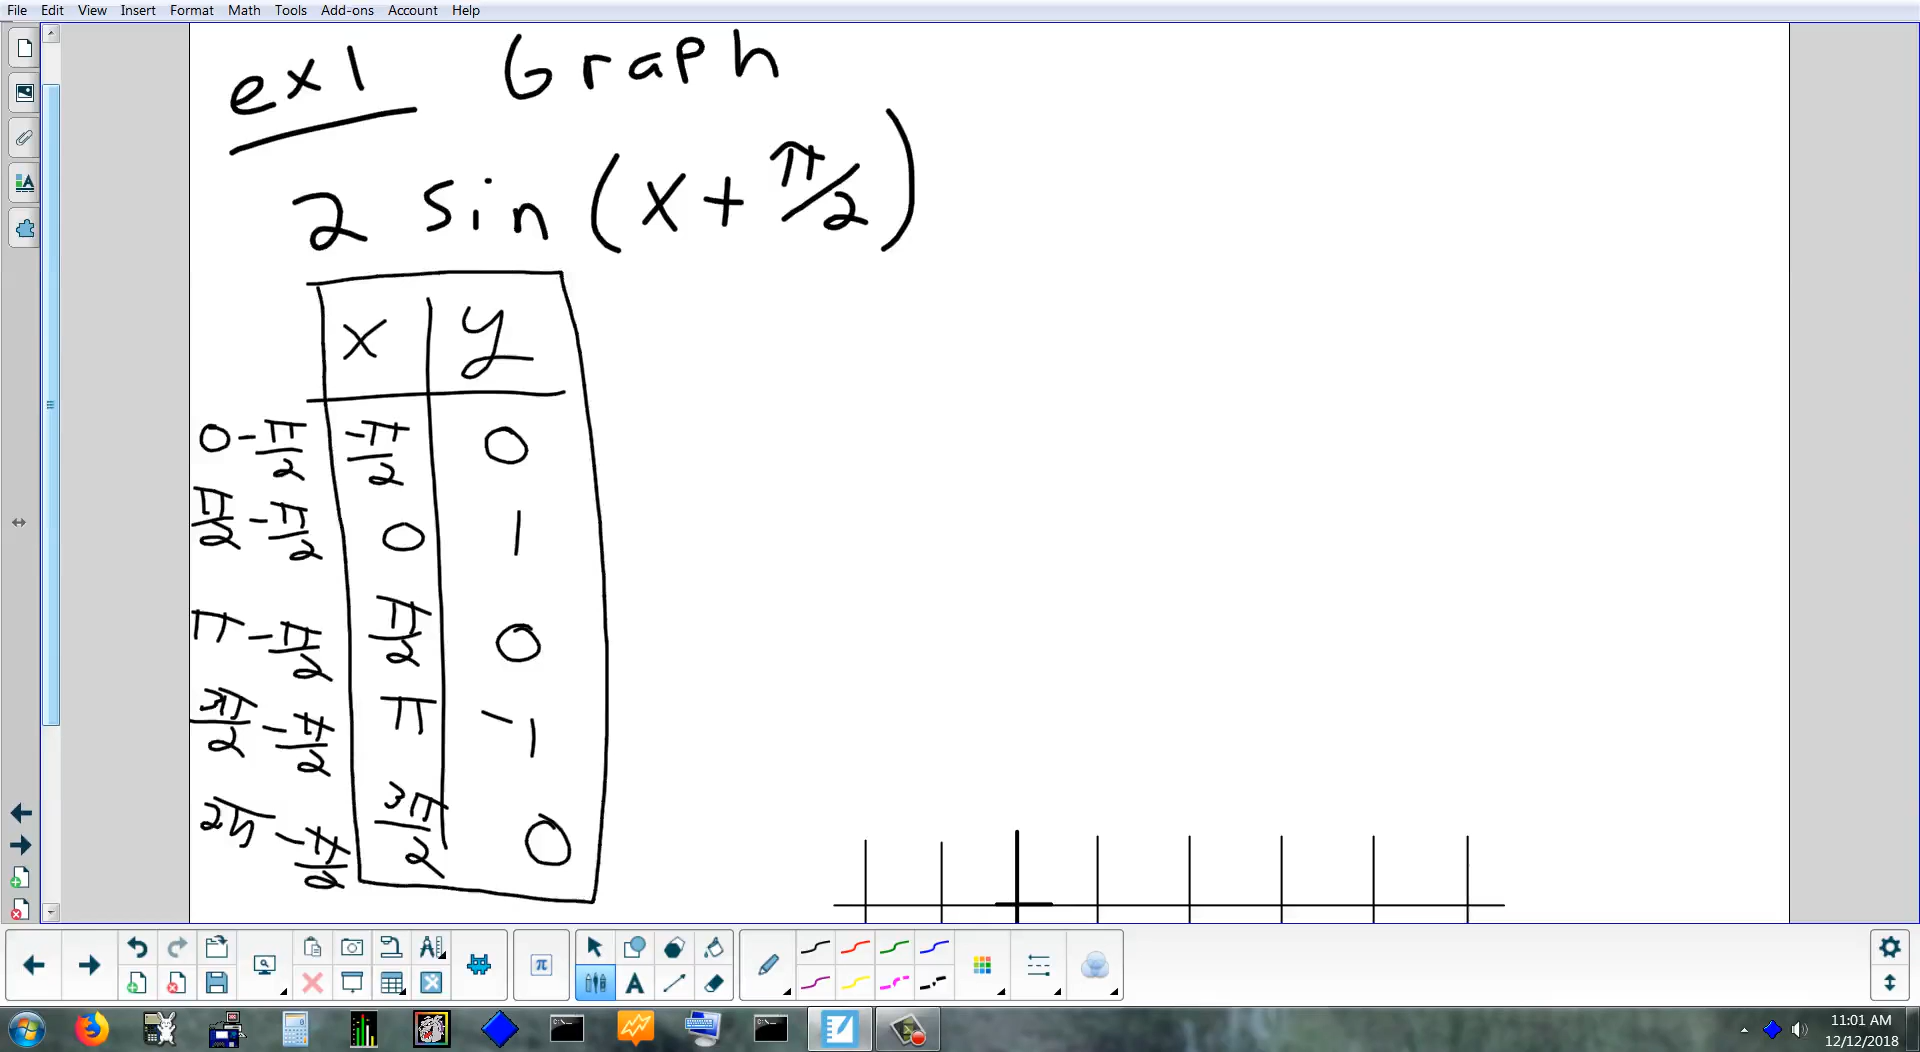 File Edit View Insert Format Math Tools Add-ons Account Help
ex1 Graph
2 sin(x+π/2)
x y
0-π/2 -π/2 0
π/2-π/2 0 1
π-π/2 π/2 0
3π/2-π/2 π -1
2π-π/2 3π/2 0
π
A
11:01 AM
12/12/2018